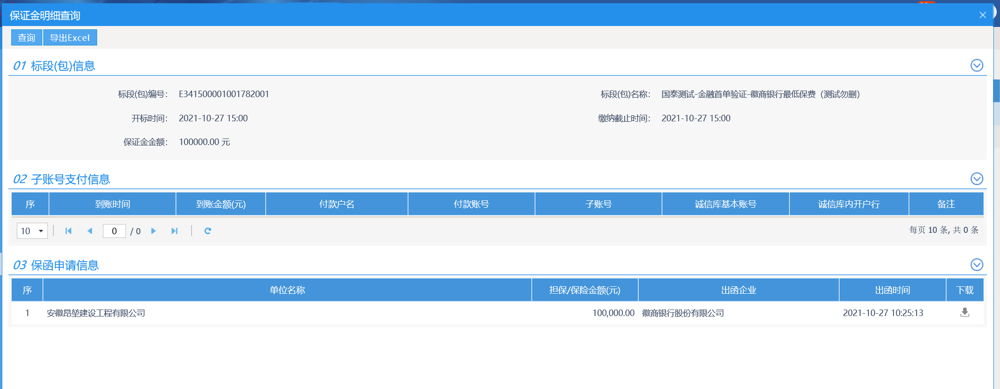 保证金明细查询
查询 导出Excel
01 标段(包)信息
标段(包)编号： E341500001001782001 标段(包)名称： 国泰测试-金融首单验证-徽商银行最低保费（测试勿删）
开标时间： 2021-10-27 15:00 缴纳截止时间： 2021-10-27 15:00
保证金金额： 100000.00 元
02 子账号支付信息
序 到账时间 到账金额(元) 付款户名 付款账号 子账号 诚信库基本账号 诚信库内开户行 备注
10 0 / 0 每页 10 条, 共 0 条
03 保函申请信息
序 单位名称 担保/保险金额(元) 出函企业 出函时间 下载
1 安徽昂堃建设工程有限公司 100,000.00 徽商银行股份有限公司 2021-10-27 10:25:13